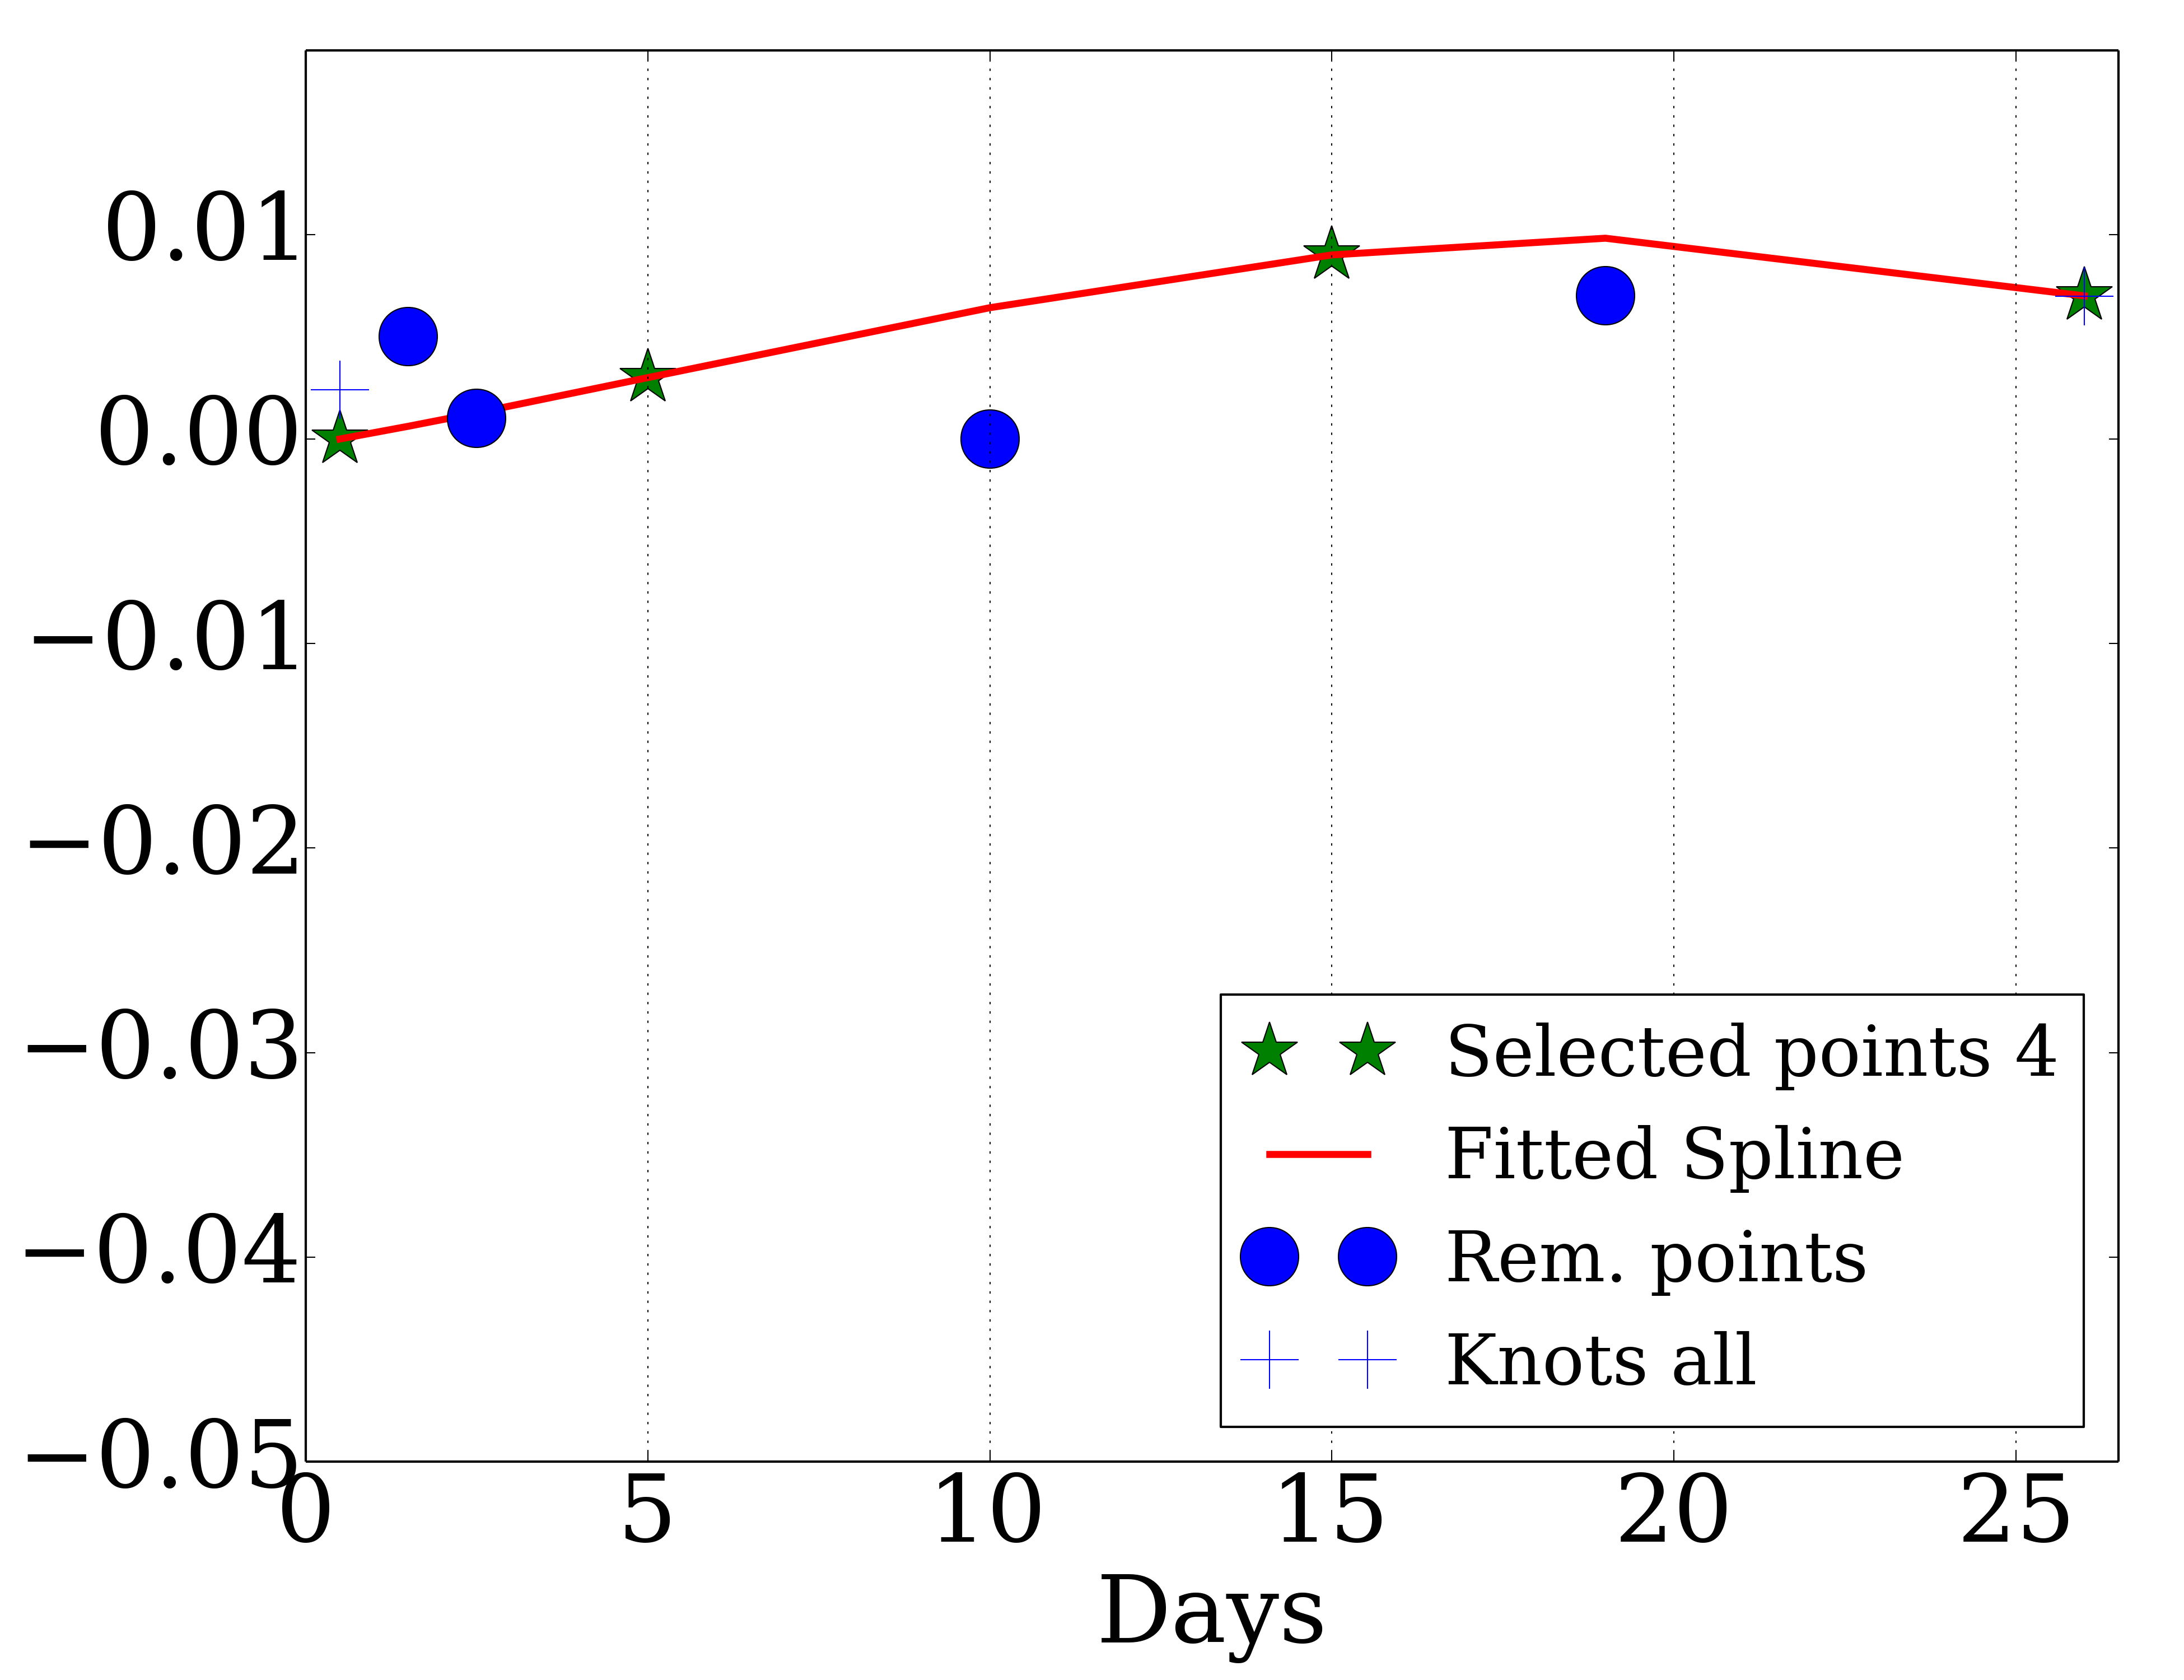 0.01
0.00
−0.01
−0.02
−0.03
−0.04
−0.05
0 5 10 15 20 25
Days
Selected points 4
Fitted Spline
Rem. points
Knots all